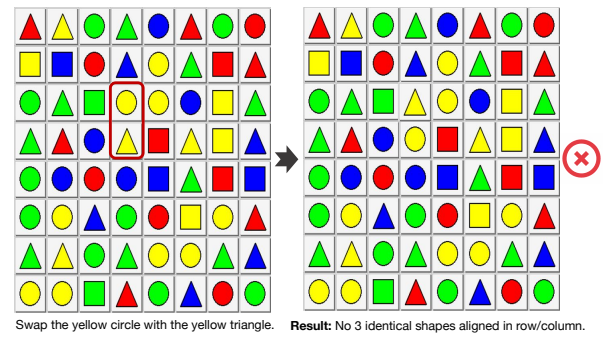 Swap the yellow circle with the yellow triangle.
Result: No 3 identical shapes aligned in row/column.